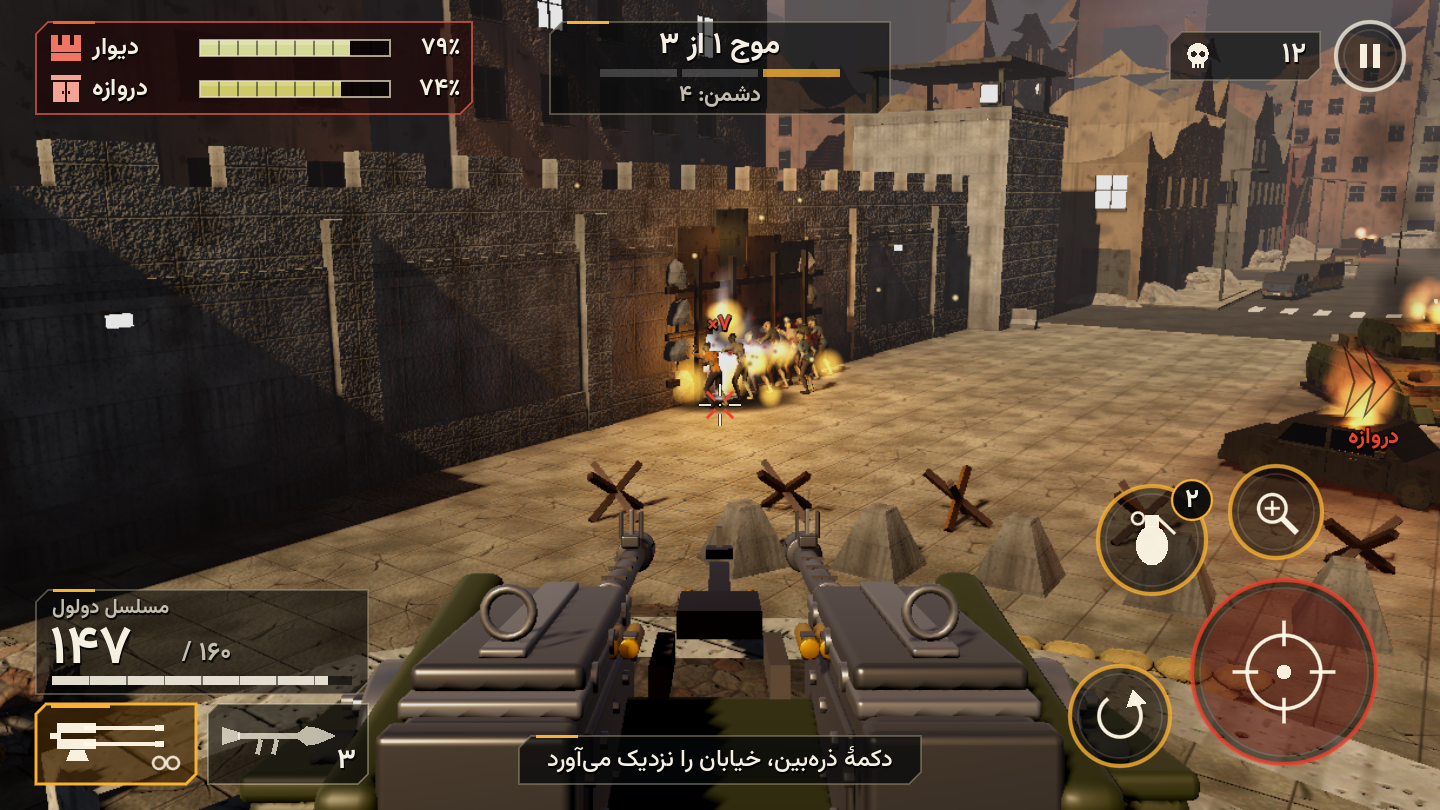 دیوار ۷۹٪
دروازه ۷۴٪
موج ۱ از ۳
دشمن: ۴
۱۲
×۷
دروازه
۲
مسلسل دولول
۱۴۷ / ۱۶۰
∞
۳
دکمهٔ ذره‌بین، خیابان را نزدیک می‌آورد